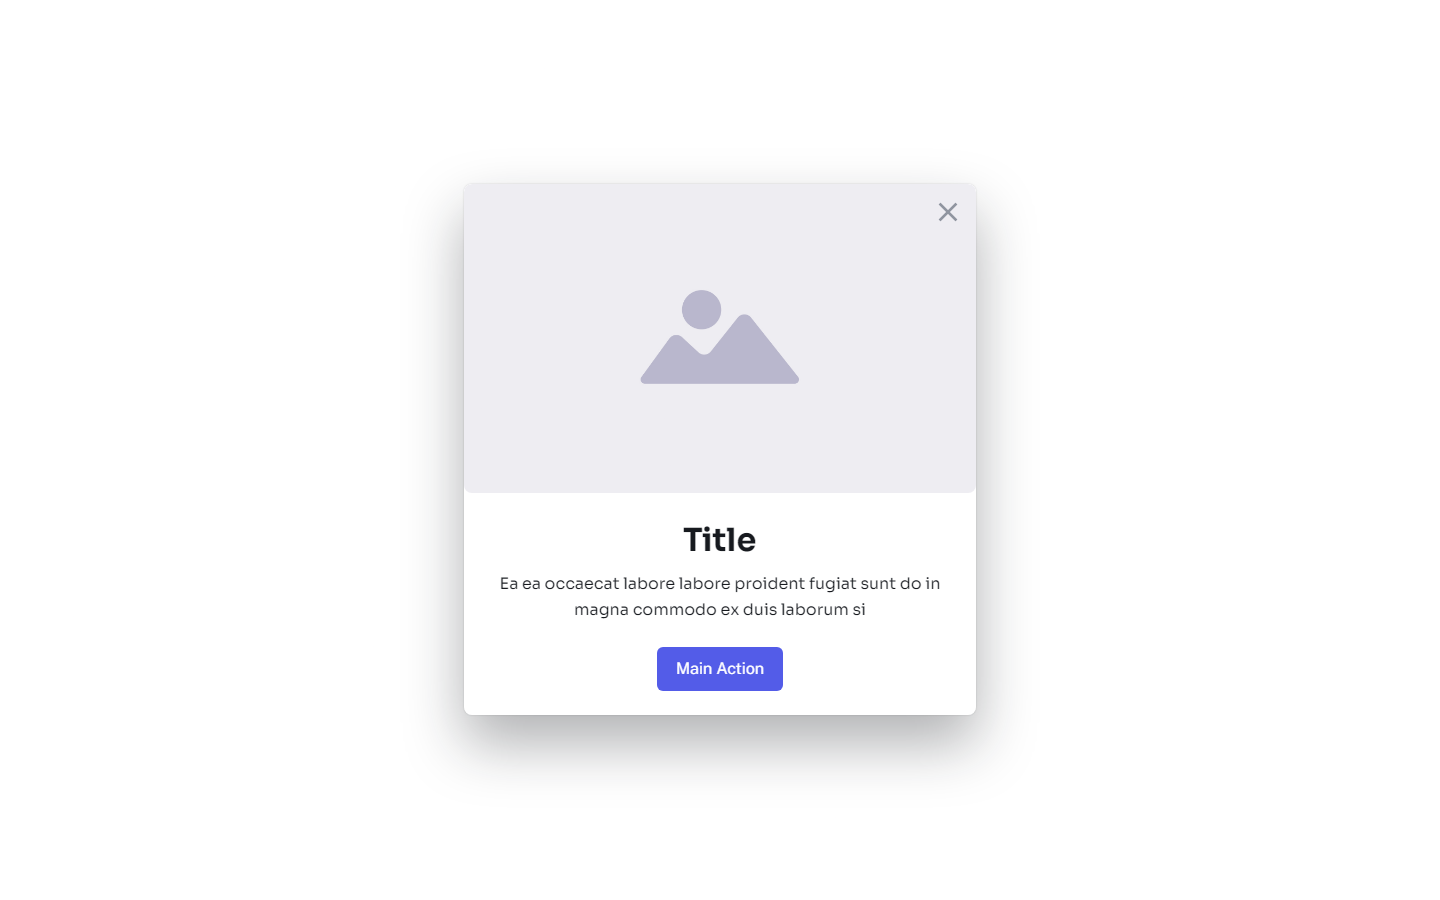 Title
Ea ea occaecat labore labore proident fugiat sunt do in
magna commodo ex duis laborum si
Main Action